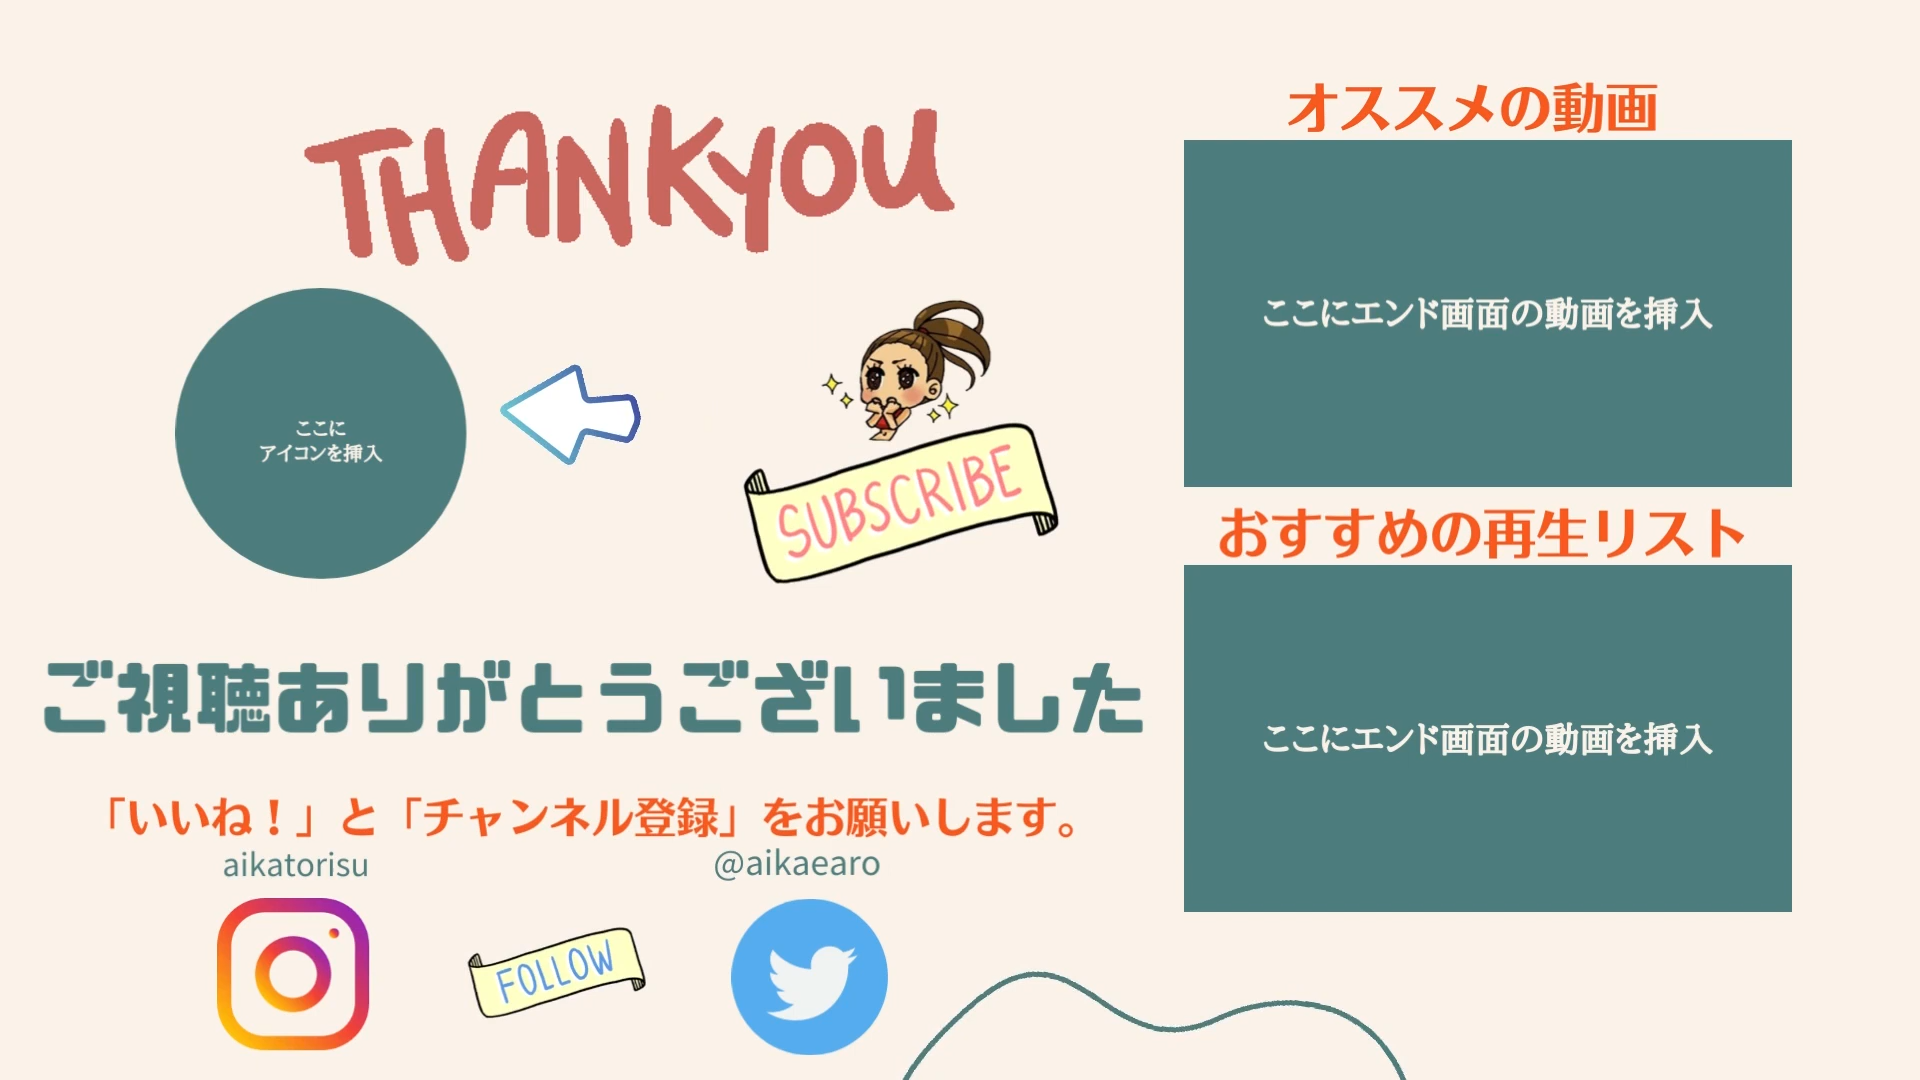 THANKYOU
ここに
アイコンを挿入
SUBSCRIBE
ご視聴ありがとうございました
「いいね！」と「チャンネル登録」をお願いします。
aikatorisu
@aikaearo
FOLLOW
オススメの動画
ここにエンド画面の動画を挿入
おすすめの再生リスト
ここにエンド画面の動画を挿入